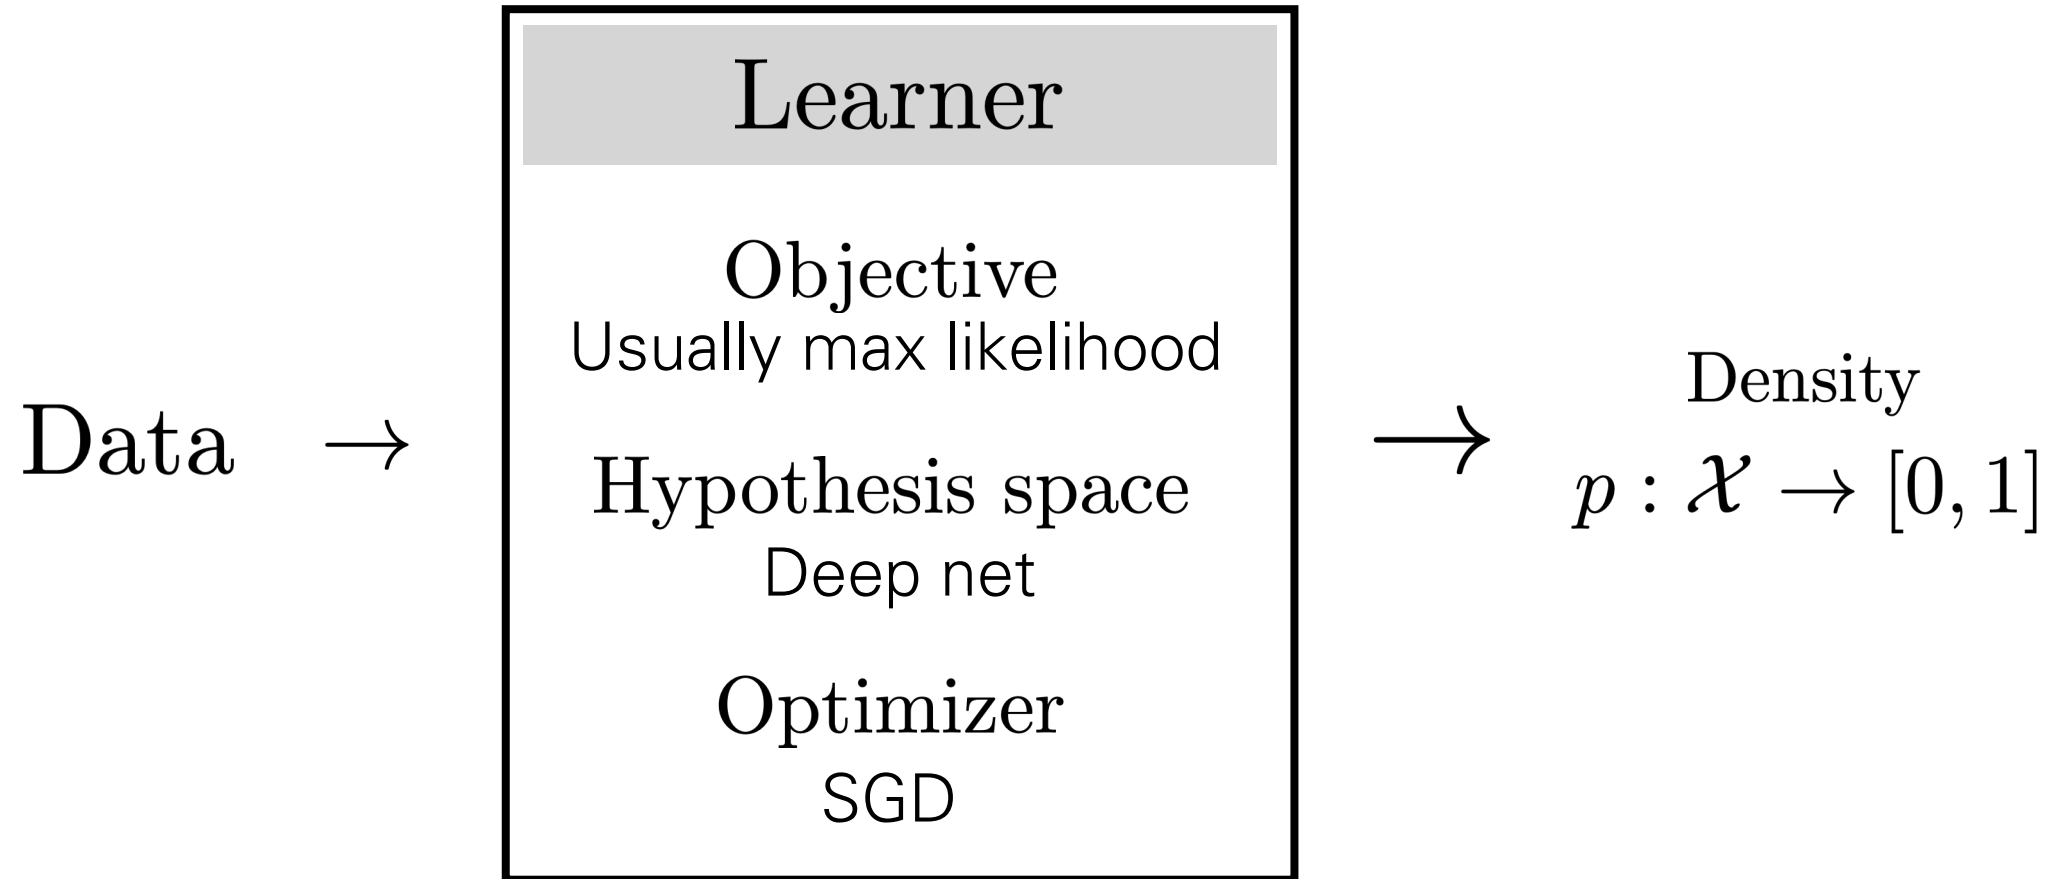 Data →
Learner
Objective
Usually max likelihood
Hypothesis space
Deep net
Optimizer
SGD
→
Density
p : 𝒳 → [0, 1]